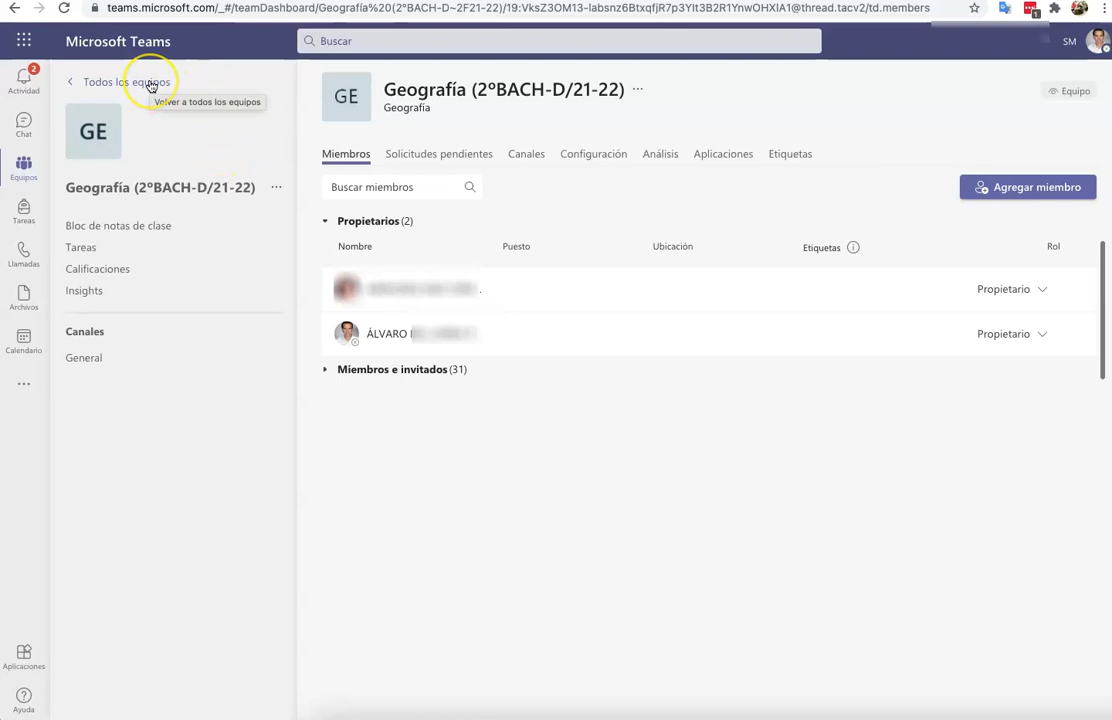 teams.microsoft.com/_#/teamDashboard/Geografía%20(2ºBACH-D~2F21-22)/19:VksZ3OM13-labsnz6BtxqfjR7p3YIt3B2R1YnwOHXIA1@thread.tacv2/td.members
1
Microsoft Teams
Buscar
SM
2
Actividad
Chat
Equipos
Tareas
Llamadas
Archivos
Calendario
...
Aplicaciones
Ayuda
Todos los equipos
Volver a todos los equipos
GE
Geografía (2ºBACH-D/21-22) ...
Bloc de notas de clase
Tareas
Calificaciones
Insights
Canales
General
GE
Geografía (2ºBACH-D/21-22) ...
Geografía
Equipo
Miembros Solicitudes pendientes Canales Configuración Análisis Aplicaciones Etiquetas
Buscar miembros
Agregar miembro
Propietarios (2)
Nombre Puesto Ubicación Etiquetas Rol
Propietario
ÁLVARO Propietario
Miembros e invitados (31)